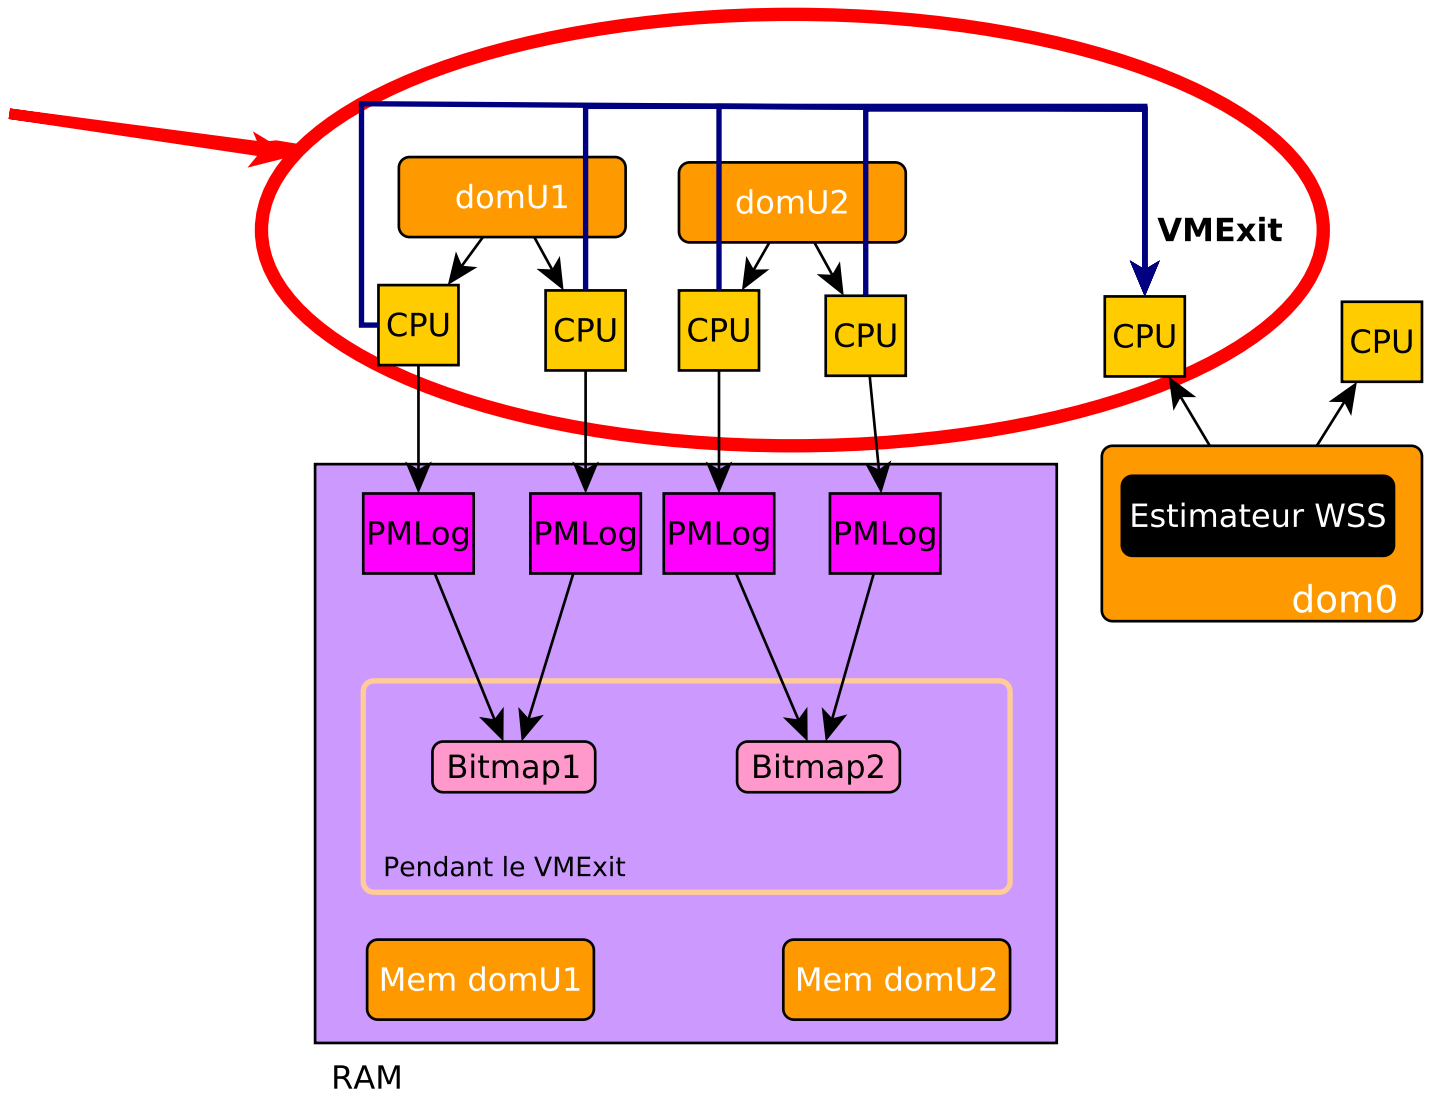 domU1
domU2
VMExit
CPU
CPU
CPU
CPU
CPU
CPU
PMLog
PMLog
PMLog
PMLog
Estimateur WSS
dom0
Bitmap1
Bitmap2
Pendant le VMExit
Mem domU1
Mem domU2
RAM